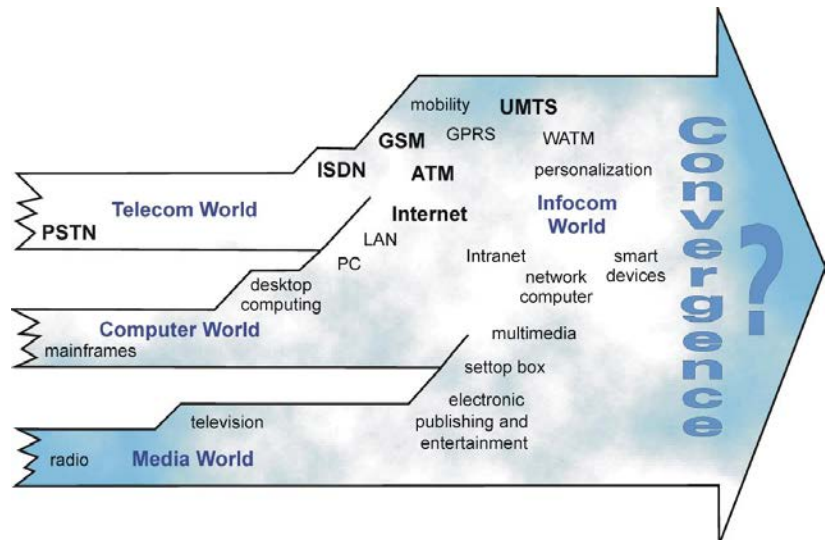 mobility
UMTS
GSM
GPRS
WATM
ISDN
ATM
personalization
Telecom World
PSTN
Internet
Infocom
World
LAN
PC
Intranet
smart
devices
network
computer
desktop
computing
Computer World
mainframes
multimedia
settop box
television
electronic
publishing and
entertainment
radio
Media World
Convergence
?